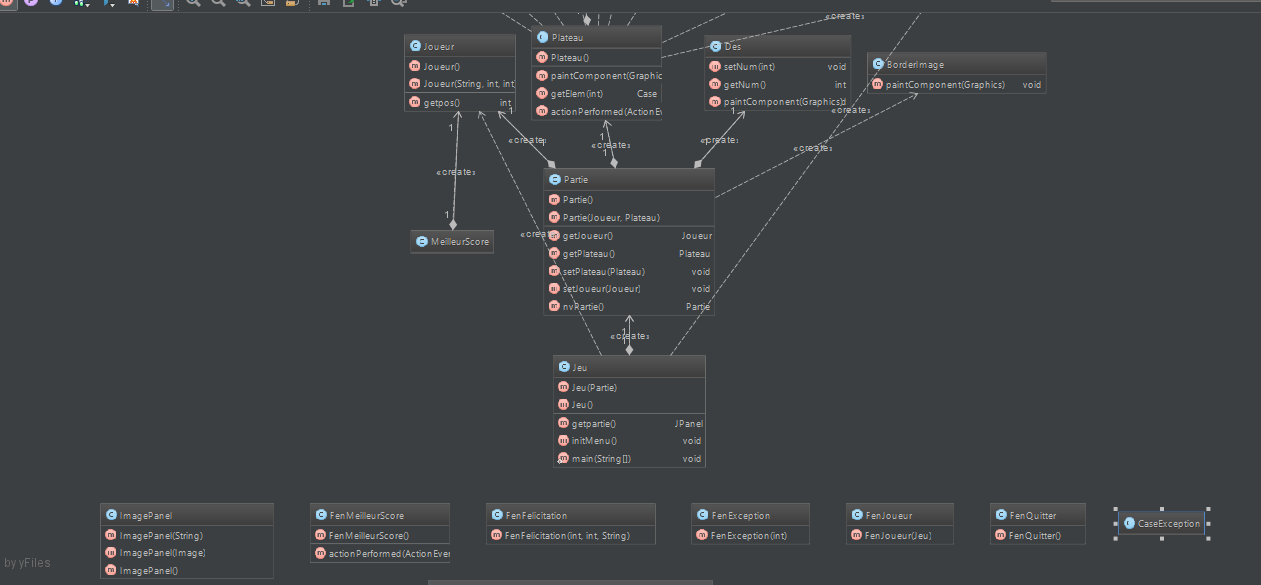 «create»
Joueur
Joueur()
Joueur(String, int, int)
getpos() int
Plateau
Plateau()
paintComponent(Graphic
getElem(int) Case
actionPerformed(ActionEv
Des
setNum(int) void
getNum() int
paintComponent(Graphics)d
BorderImage
paintComponent(Graphics) void
«create»
1
1
1
1
«create»
1
«create»
1
«create»
«create»
«create»
1
MeilleurScore
«create»
Partie
Partie()
Partie(Joueur, Plateau)
getJoueur() Joueur
getPlateau() Plateau
setPlateau(Plateau) void
setJoueur(Joueur) void
nvPartie() Partie
1
«create»
Jeu
Jeu(Partie)
Jeu()
getpartie() JPanel
initMenu() void
main(String[]) void
ImagePanel
ImagePanel(String)
ImagePanel(Image)
ImagePanel()
FenMeilleurScore
FenMeilleurScore()
actionPerformed(ActionEver
FenFelicitation
FenFelicitation(int, int, String)
FenException
FenException(int)
FenJoueur
FenJoueur(Jeu)
FenQuitter
FenQuitter()
CaseException
by yFiles